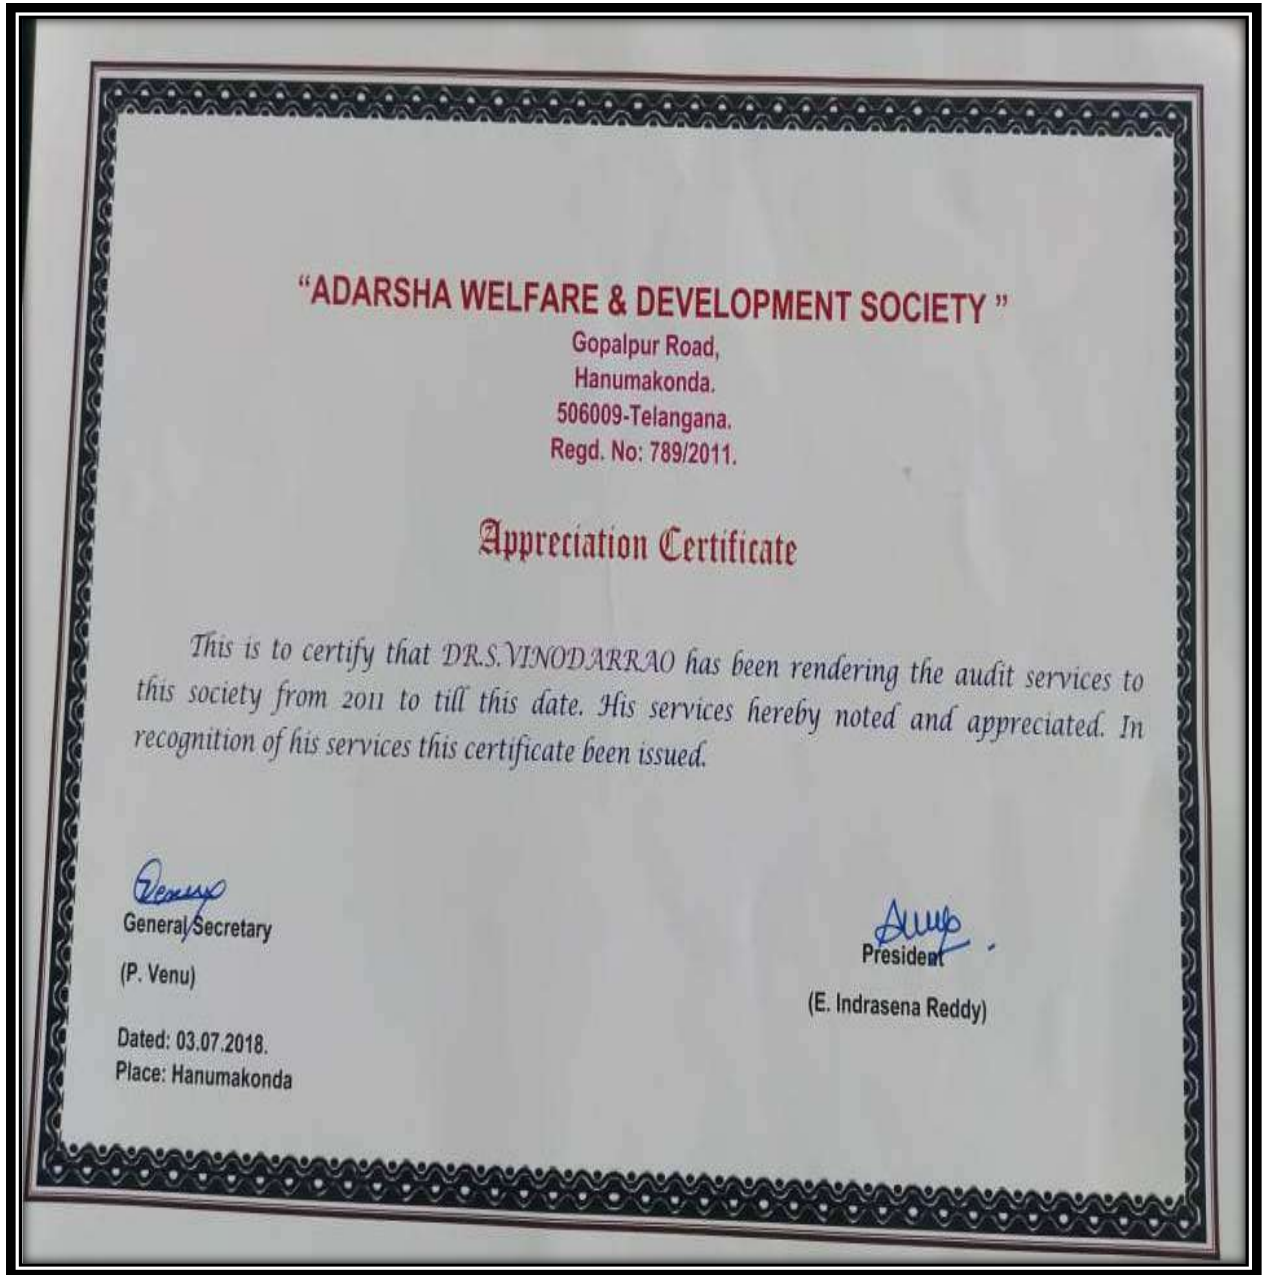 “ADARSHA WELFARE & DEVELOPMENT SOCIETY ”
Gopalpur Road,
Hanumakonda.
506009-Telangana.
Regd. No: 789/2011.
Appreciation Certificate
This is to certify that DR.S.VINODARRAO has been rendering the audit services to
this society from 2011 to till this date. His services hereby noted and appreciated. In
recognition of his services this certificate been issued.
General Secretary
(P. Venu)
Dated: 03.07.2018.
Place: Hanumakonda
President
(E. Indrasena Reddy)